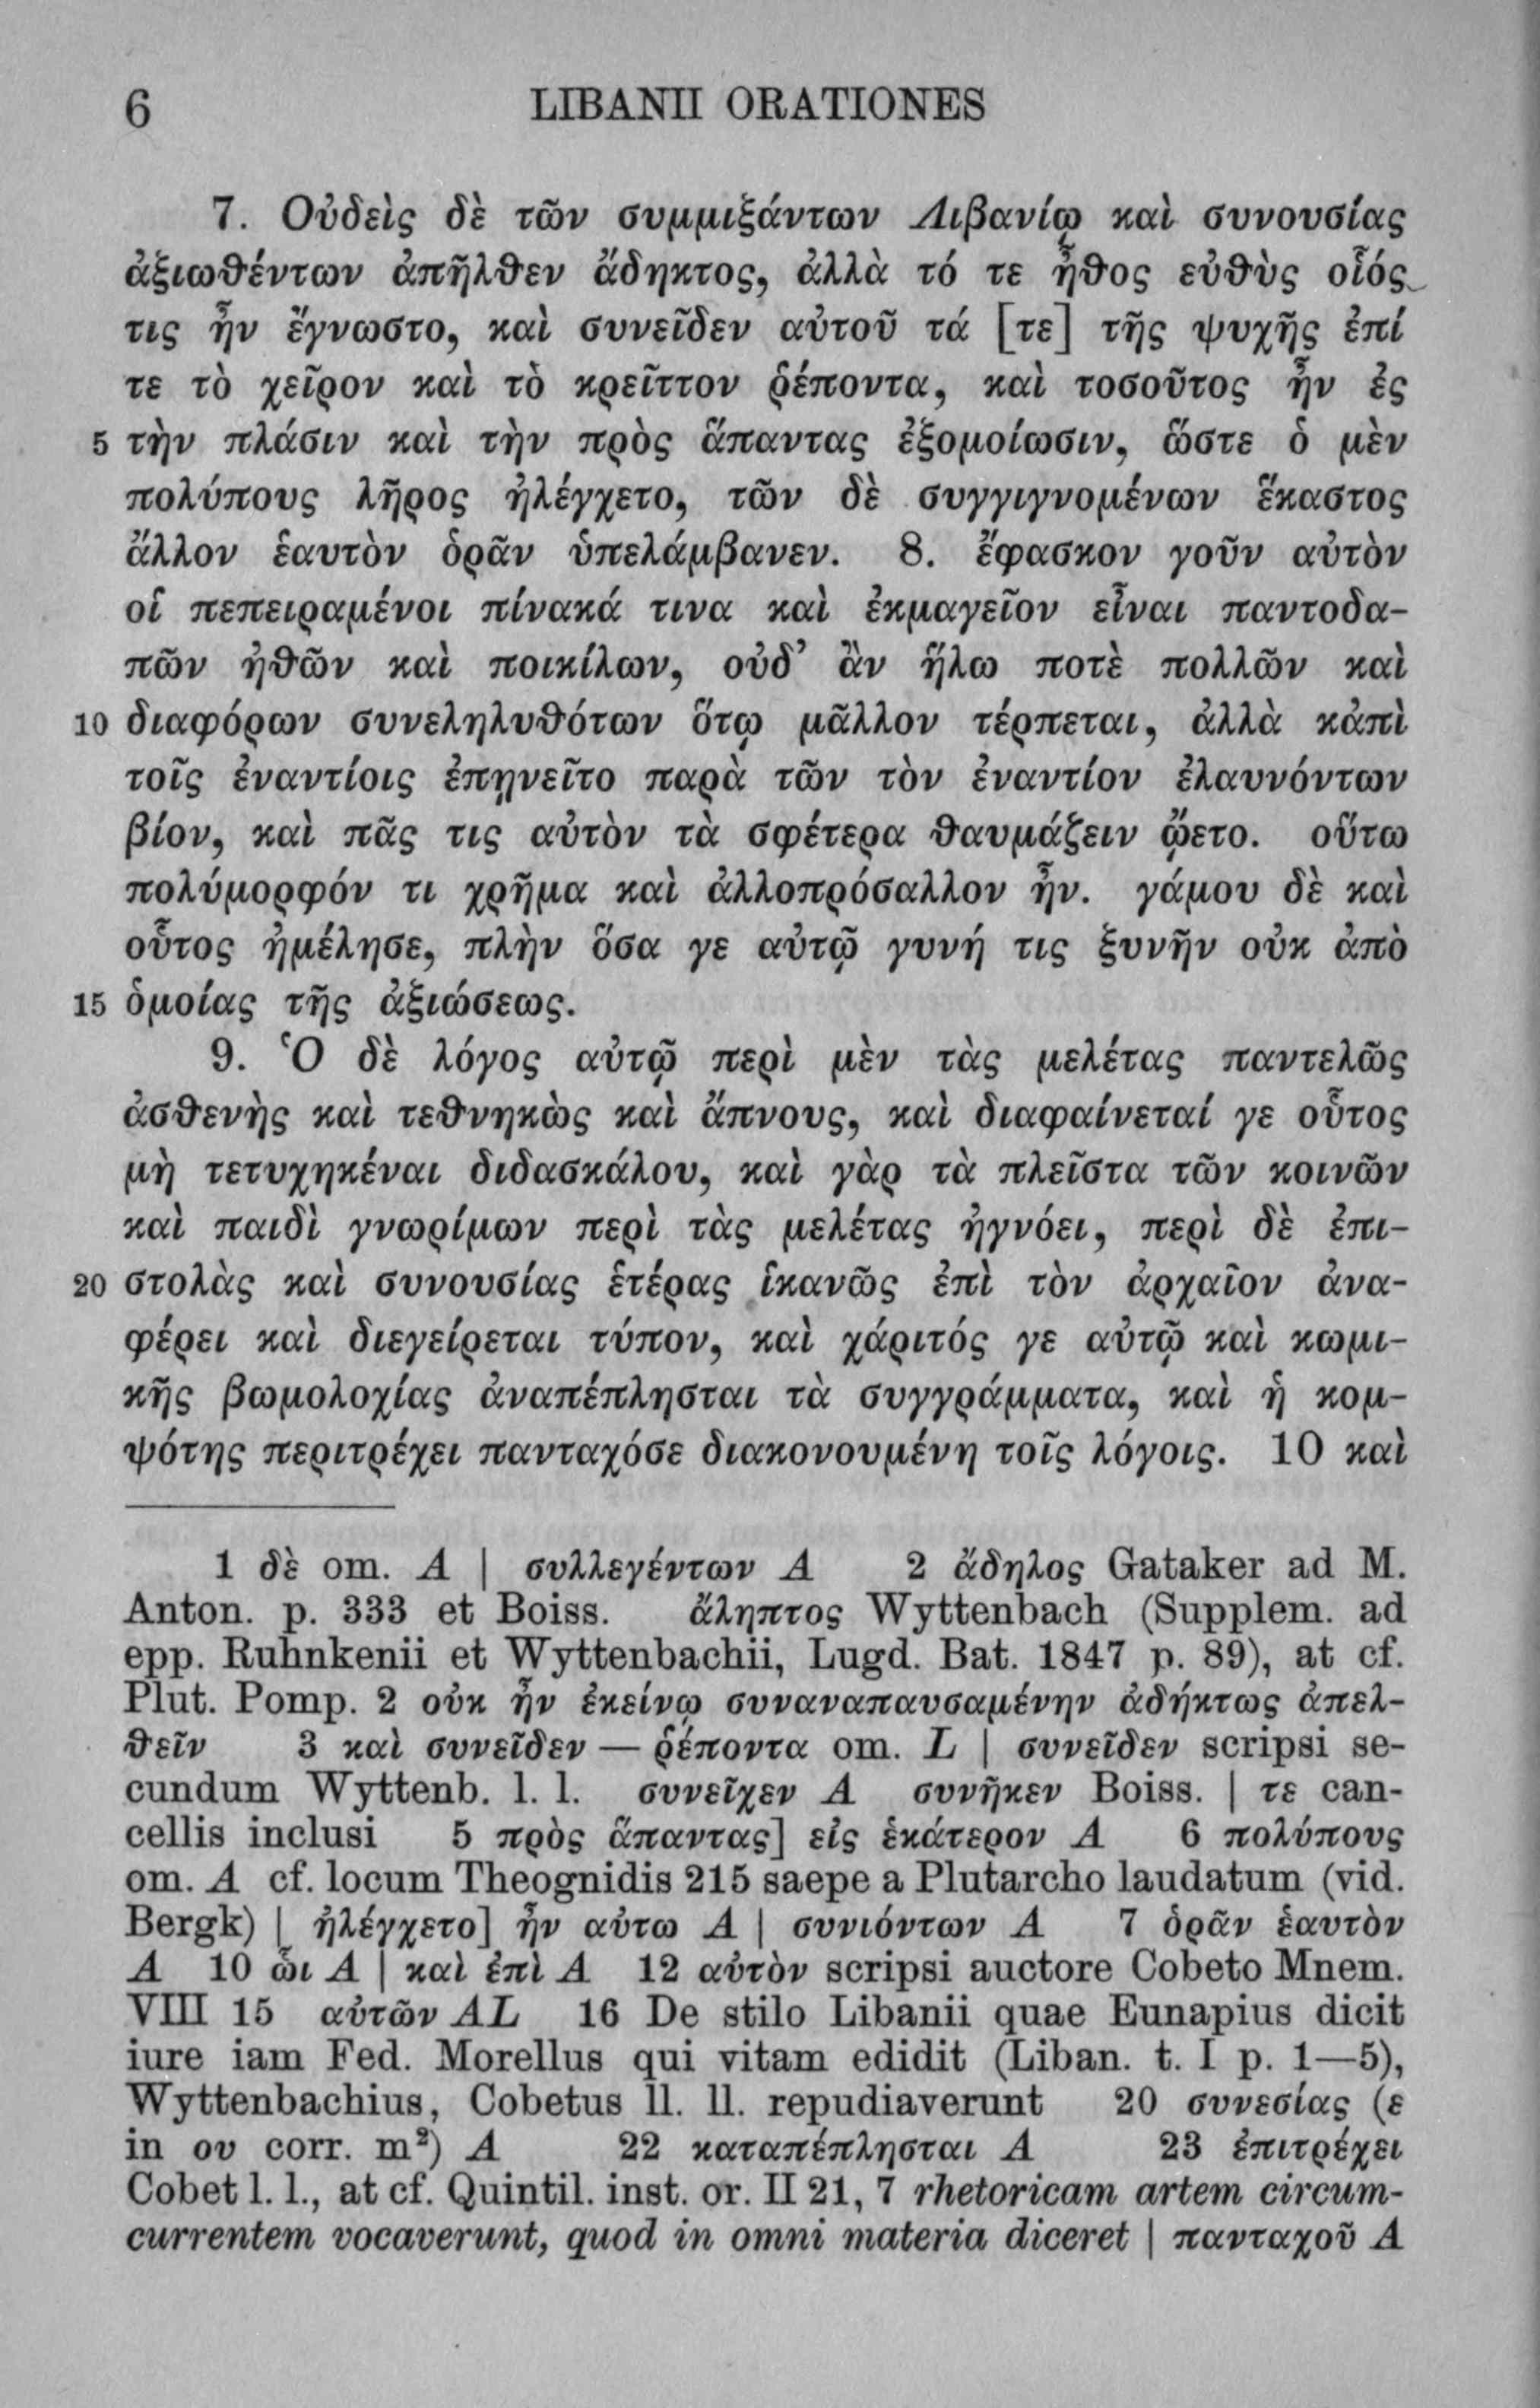 6 LIBANII ORATIONES
7. Οὐδεὶς δὲ τῶν συμμιξάντων Λιβανίῳ καὶ συνουσίας
ἀξιωθέντων ἀπῆλθεν ἄδηκτος, ἀλλὰ τό τε ἦθος εὐθὺς οἷός
τις ἦν ἔγνωστο, καὶ συνεῖδεν αὐτοῦ τά [τε] τῆς ψυχῆς ἐπί
τε τὸ χεῖρον καὶ τὸ κρεῖττον ῥέποντα, καὶ τοσοῦτος ἦν ἐς
5 τὴν πλάσιν καὶ τὴν πρὸς ἅπαντας ἐξομοίωσιν, ὥστε ὁ μὲν
πολύπους λῆρος ἠλέγχετο, τῶν δὲ συγγιγνομένων ἕκαστος
ἄλλον ἑαυτὸν ὁρᾶν ὑπελάμβανεν. 8. ἔφασκον γοῦν αὐτὸν
οἱ πεπειραμένοι πίνακά τινα καὶ ἐκμαγεῖον εἶναι παντοδα-
πῶν ἠθῶν καὶ ποικίλων, οὐδ’ ἂν ἥλω ποτὲ πολλῶν καὶ
10 διαφόρων συνεληλυθότων ὅτῳ μᾶλλον τέρπεται, ἀλλὰ κἀπὶ
τοῖς ἐναντίοις ἐπῃνεῖτο παρὰ τῶν τὸν ἐναντίον ἐλαυνόντων
βίον, καὶ πᾶς τις αὐτὸν τὰ σφέτερα θαυμάζειν ᾤετο. οὕτω
πολύμορφόν τι χρῆμα καὶ ἀλλοπρόσαλλον ἦν. γάμου δὲ καὶ
οὗτος ἠμέλησε, πλὴν ὅσα γε αὐτῷ γυνή τις ξυνῆν οὐκ ἀπὸ
15 ὁμοίας τῆς ἀξιώσεως.
9. Ὁ δὲ λόγος αὐτῷ περὶ μὲν τὰς μελέτας παντελῶς
ἀσθενὴς καὶ τεθνηκὼς καὶ ἄπνους, καὶ διαφαίνεταί γε οὗτος
μὴ τετυχηκέναι διδασκάλου, καὶ γὰρ τὰ πλεῖστα τῶν κοινῶν
καὶ παιδὶ γνωρίμων περὶ τὰς μελέτας ἠγνόει, περὶ δὲ ἐπι-
20 στολὰς καὶ συνουσίας ἑτέρας ἱκανῶς ἐπὶ τὸν ἀρχαῖον ἀνα-
φέρει καὶ διεγείρεται τύπον, καὶ χάριτός γε αὐτῷ καὶ κωμι-
κῆς βωμολοχίας ἀναπέπλησται τὰ συγγράμματα, καὶ ἡ κομ-
ψότης περιτρέχει πανταχόσε διακονουμένη τοῖς λόγοις. 10 καὶ
1 δὲ om. A | συλλεγέντων A 2 ἄδηλος Gataker ad M.
Anton. p. 333 et Boiss. ἄληπτος Wyttenbach (Supplem. ad
epp. Ruhnkenii et Wyttenbachii, Lugd. Bat. 1847 p. 89), at cf.
Plut. Pomp. 2 οὐκ ἦν ἐκείνῳ συναναπαυσαμένην ἀδήκτως ἀπελ-
θεῖν 3 καὶ συνεῖδεν — ῥέποντα om. L | συνεῖδεν scripsi se-
cundum Wyttenb. l. l. συνεῖχεν A συνῆκεν Boiss. | τε can-
cellis inclusi 5 πρὸς ἅπαντας] εἰς ἑκάτερον A 6 πολύπους
om. A cf. locum Theognidis 215 saepe a Plutarcho laudatum (vid.
Bergk) | ἠλέγχετο] ἦν αὐτω A | συνιόντων A 7 ὁρᾶν ἑαυτὸν
A 10 ὧι A | καὶ ἐπὶ A 12 αὐτὸν scripsi auctore Cobeto Mnem.
VIII 15 αὐτῶν AL 16 De stilo Libanii quae Eunapius dicit
iure iam Fed. Morellus qui vitam edidit (Liban. t. I p. 1—5),
Wyttenbachius, Cobetus ll. ll. repudiaverunt 20 συνεσίας (ε
in ου corr. m²) A 22 καταπέπλησται A 23 ἐπιτρέχει
Cobet l. l., at cf. Quintil. inst. or. II 21, 7 rhetoricam artem circum-
currentem vocaverunt, quod in omni materia diceret | πανταχοῦ A